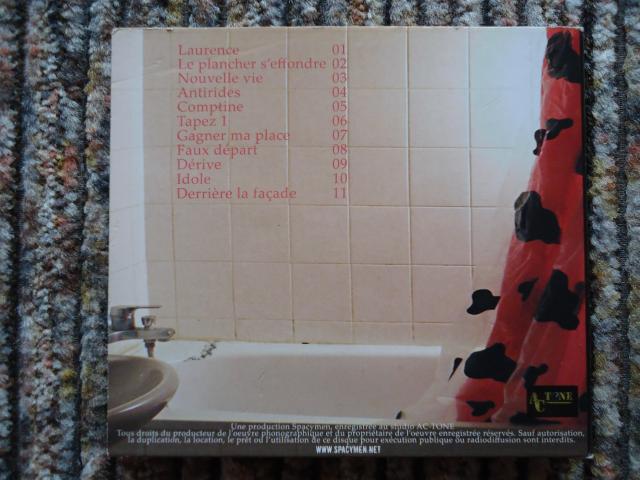 Laurence 01
Le plancher s'effondre 02
Nouvelle vie 03
Antirides 04
Comptine 05
Tapez 1 06
Gagner ma place 07
Faux départ 08
Dérive 09
Idole 10
Derrière la façade 11
AC T?NE
Une production Spacymen, enregistrée au studio AC TONE
Tous droits du producteur de l'oeuvre phonographique et du propriétaire de l'oeuvre enregistrée réservés. Sauf autorisation,
la duplication, la location, le prêt ou l'utilisation de ce disque pour exécution publique ou radiodiffusion sont interdits.
WWW.SPACYMEN.NET